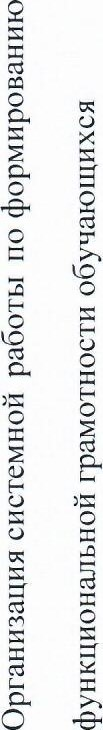 Организация системной работы по формированию
функциональной грамотности обучающихся